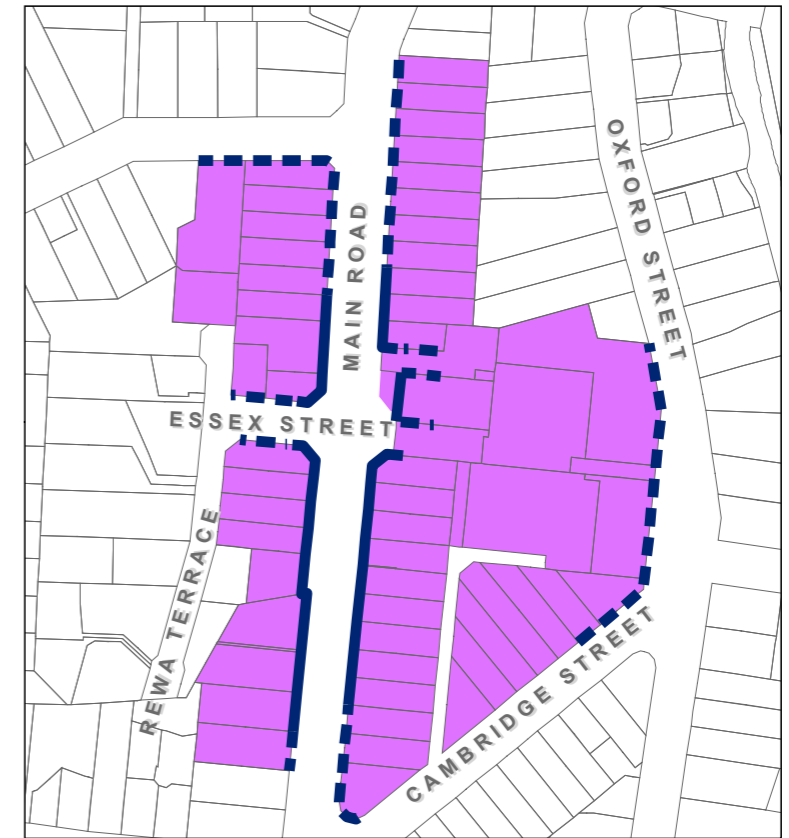 OXFORD STREET
MAIN ROAD
ESSEX STREET
REWA TERRACE
CAMBRIDGE STREET